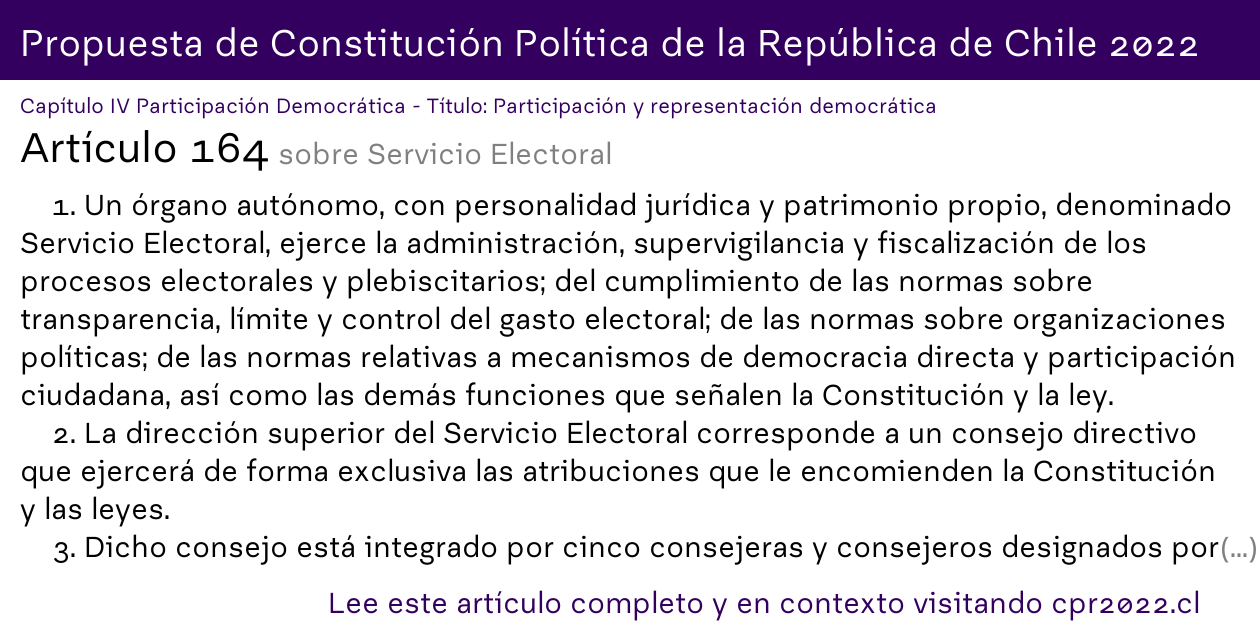 Propuesta de Constitución Política de la República de Chile 2022
Capítulo IV Participación Democrática - Título: Participación y representación democrática
Artículo 164 sobre Servicio Electoral
1. Un órgano autónomo, con personalidad jurídica y patrimonio propio, denominado
Servicio Electoral, ejerce la administración, supervigilancia y fiscalización de los
procesos electorales y plebiscitarios; del cumplimiento de las normas sobre
transparencia, límite y control del gasto electoral; de las normas sobre organizaciones
políticas; de las normas relativas a mecanismos de democracia directa y participación
ciudadana, así como las demás funciones que señalen la Constitución y la ley.
2. La dirección superior del Servicio Electoral corresponde a un consejo directivo
que ejercerá de forma exclusiva las atribuciones que le encomienden la Constitución
y las leyes.
3. Dicho consejo está integrado por cinco consejeras y consejeros designados por(...)
Lee este artículo completo y en contexto visitando cpr2022.cl